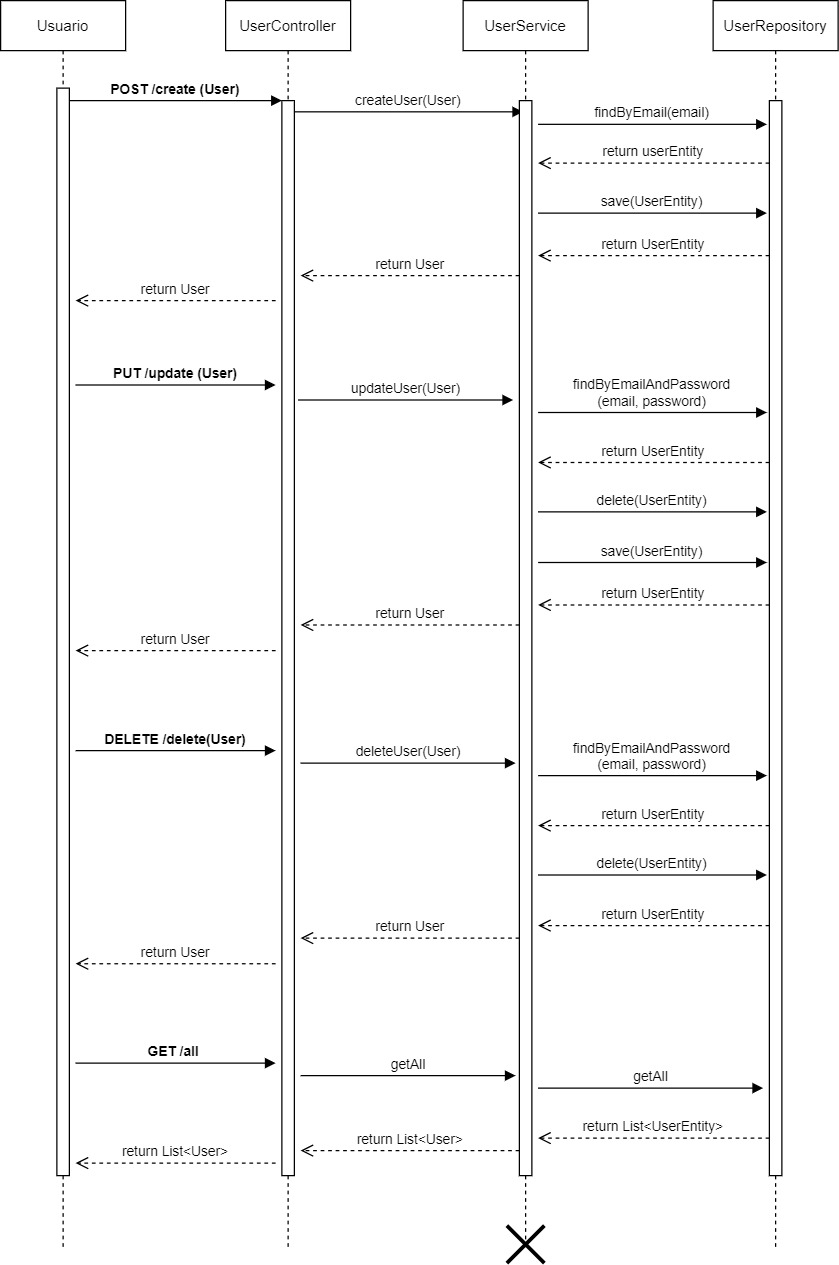 Usuario
UserController
UserService
UserRepository
POST /create (User)
createUser(User)
findByEmail(email)
return userEntity
save(UserEntity)
return UserEntity
return User
return User
PUT /update (User)
updateUser(User)
findByEmailAndPassword
(email, password)
return UserEntity
delete(UserEntity)
save(UserEntity)
return UserEntity
return User
return User
DELETE /delete(User)
deleteUser(User)
findByEmailAndPassword
(email, password)
return UserEntity
delete(UserEntity)
return UserEntity
return User
return User
GET /all
getAll
getAll
return List<UserEntity>
return List<User>
return List<User>